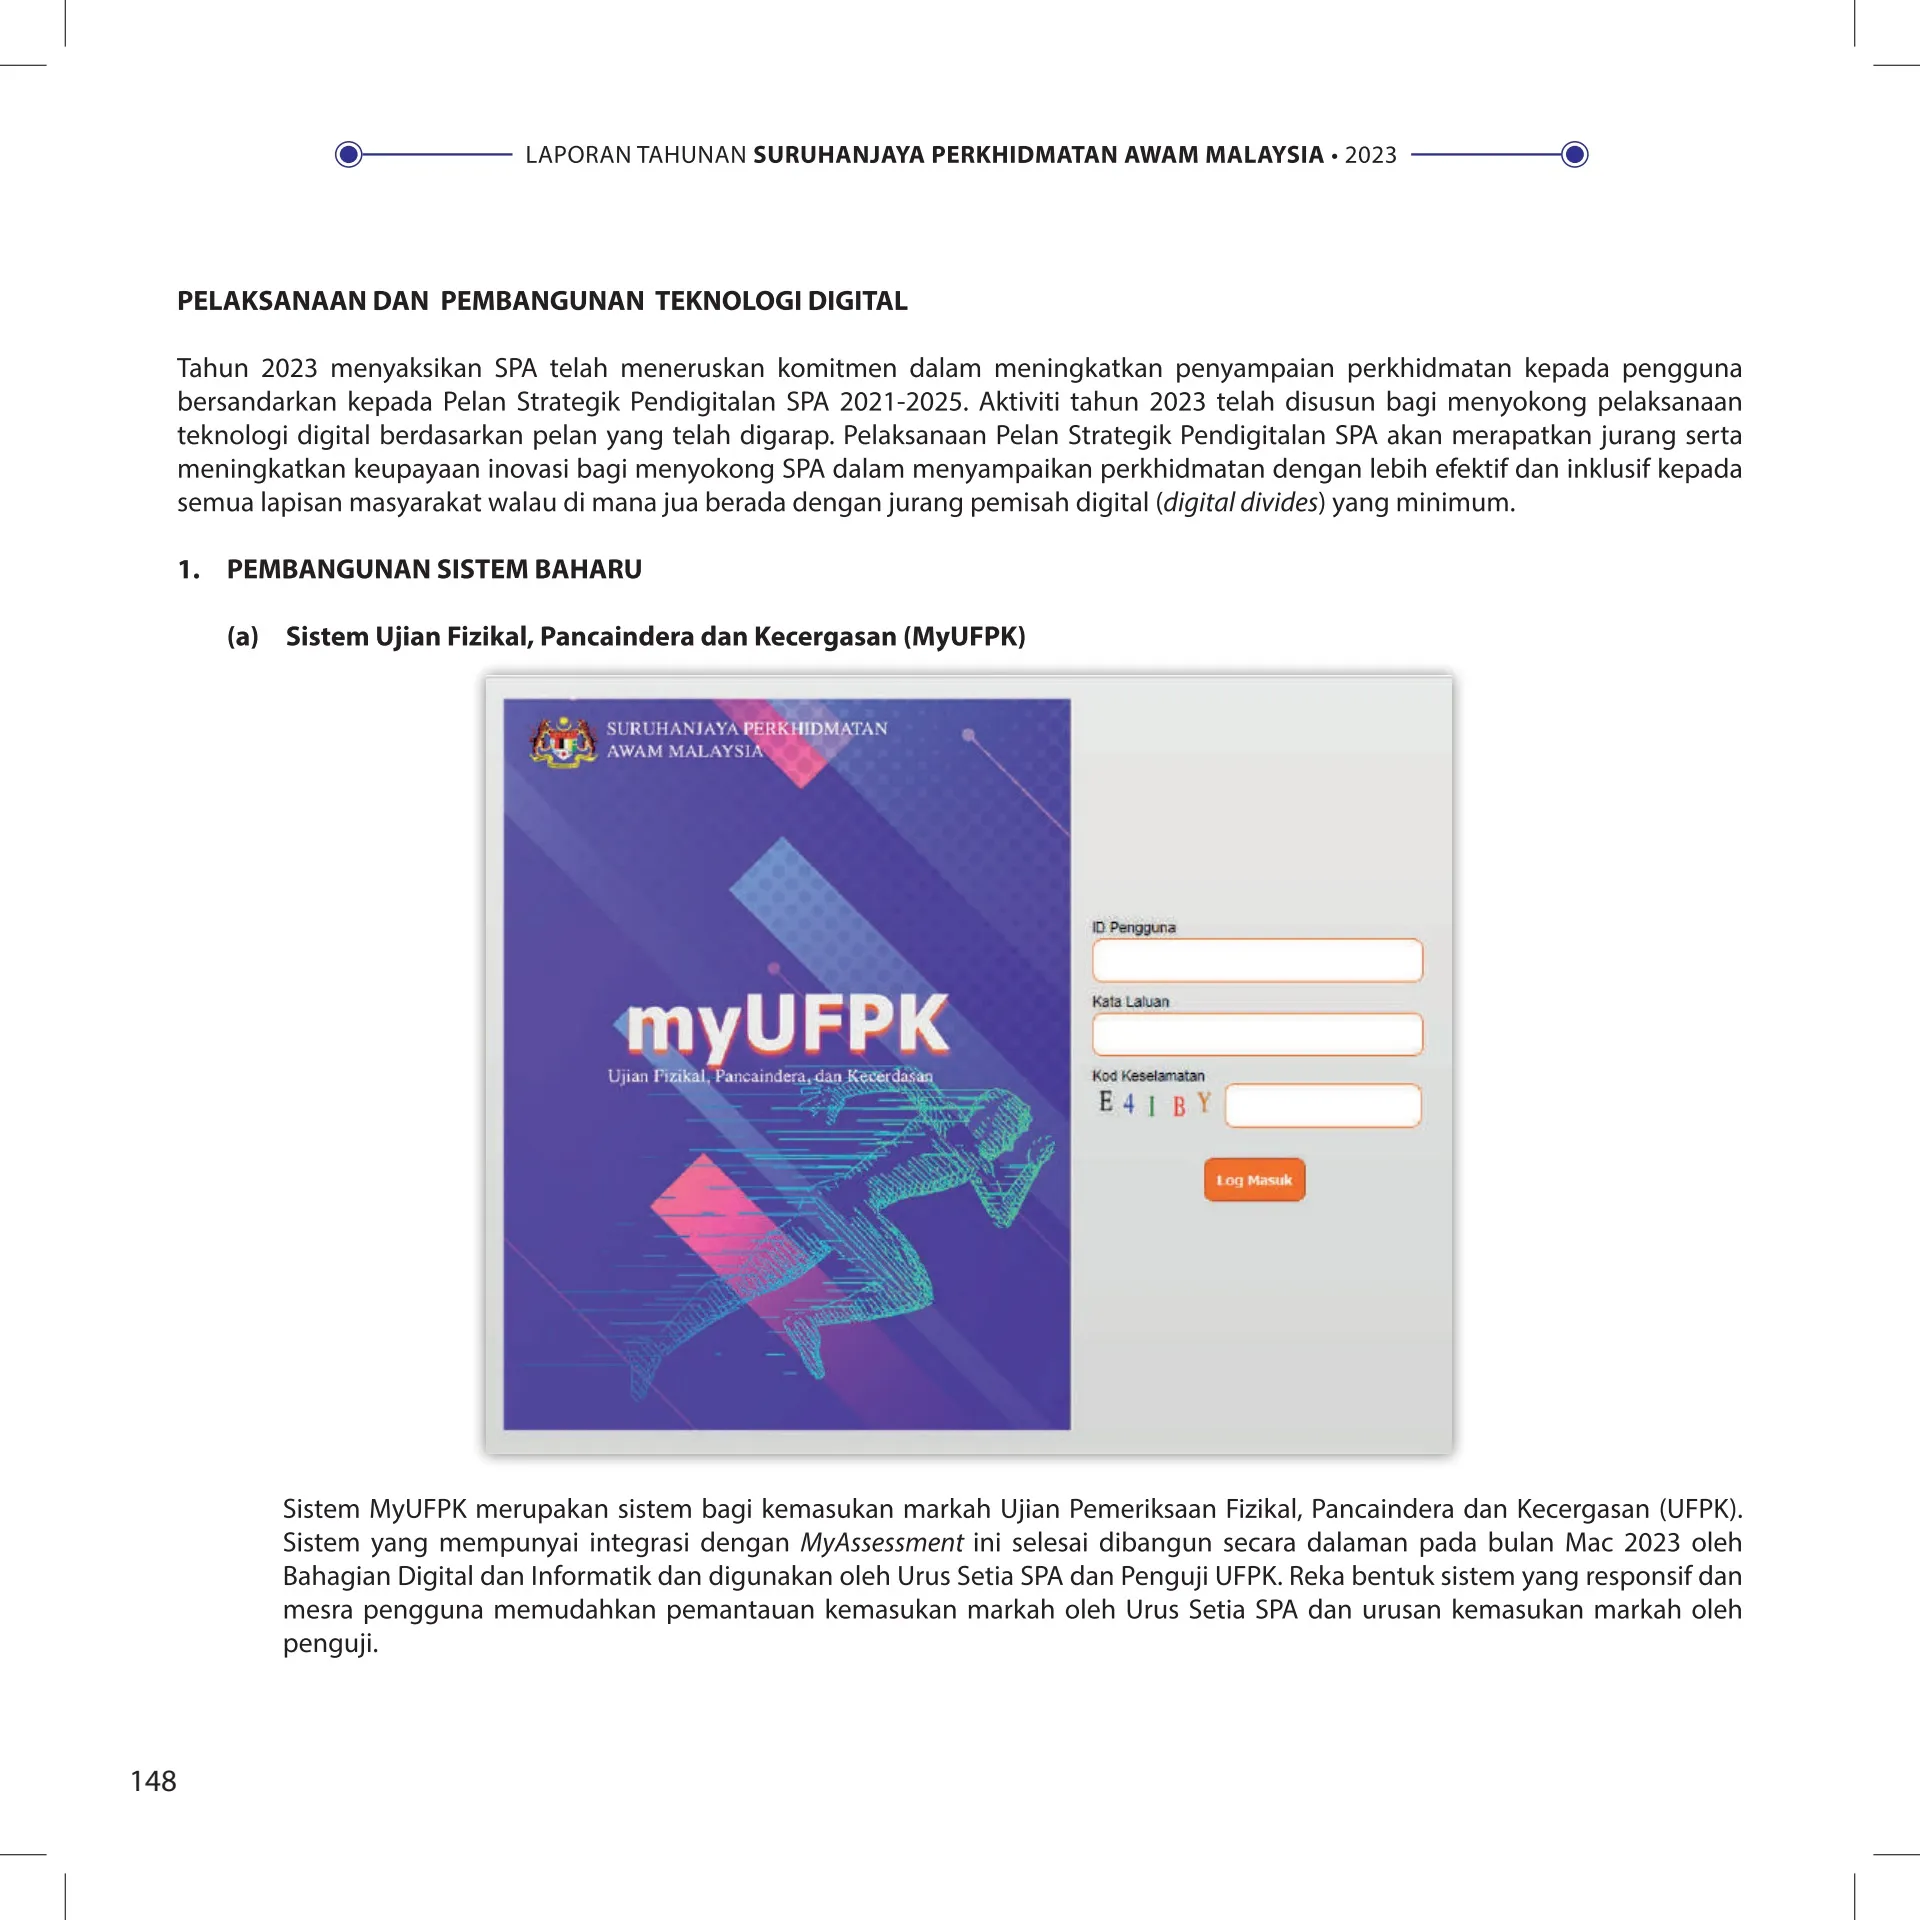 LAPORAN TAHUNAN SURUHANJAYA PERKHIDMATAN AWAM MALAYSIA • 2023
PELAKSANAAN DAN PEMBANGUNAN TEKNOLOGI DIGITAL
Tahun 2023 menyaksikan SPA telah meneruskan komitmen dalam meningkatkan penyampaian perkhidmatan kepada pengguna
bersandarkan kepada Pelan Strategik Pendigitalan SPA 2021-2025. Aktiviti tahun 2023 telah disusun bagi menyokong pelaksanaan
teknologi digital berdasarkan pelan yang telah digarap. Pelaksanaan Pelan Strategik Pendigitalan SPA akan merapatkan jurang serta
meningkatkan keupayaan inovasi bagi menyokong SPA dalam menyampaikan perkhidmatan dengan lebih efektif dan inklusif kepada
semua lapisan masyarakat walau di mana jua berada dengan jurang pemisah digital (digital divides) yang minimum.
1. PEMBANGUNAN SISTEM BAHARU
(a) Sistem Ujian Fizikal, Pancaindera dan Kecergasan (MyUFPK)
SURUHANJAYA PERKHIDMATAN
AWAM MALAYSIA
myUFPK
Ujian Fizikal, Pancaindera, dan Kecerdasan
ID Pengguna
Kata Laluan
Kod Keselamatan
E 4 I B Y
Log Masuk
Sistem MyUFPK merupakan sistem bagi kemasukan markah Ujian Pemeriksaan Fizikal, Pancaindera dan Kecergasan (UFPK).
Sistem yang mempunyai integrasi dengan MyAssessment ini selesai dibangun secara dalaman pada bulan Mac 2023 oleh
Bahagian Digital dan Informatik dan digunakan oleh Urus Setia SPA dan Penguji UFPK. Reka bentuk sistem yang responsif dan
mesra pengguna memudahkan pemantauan kemasukan markah oleh Urus Setia SPA dan urusan kemasukan markah oleh
penguji.
148